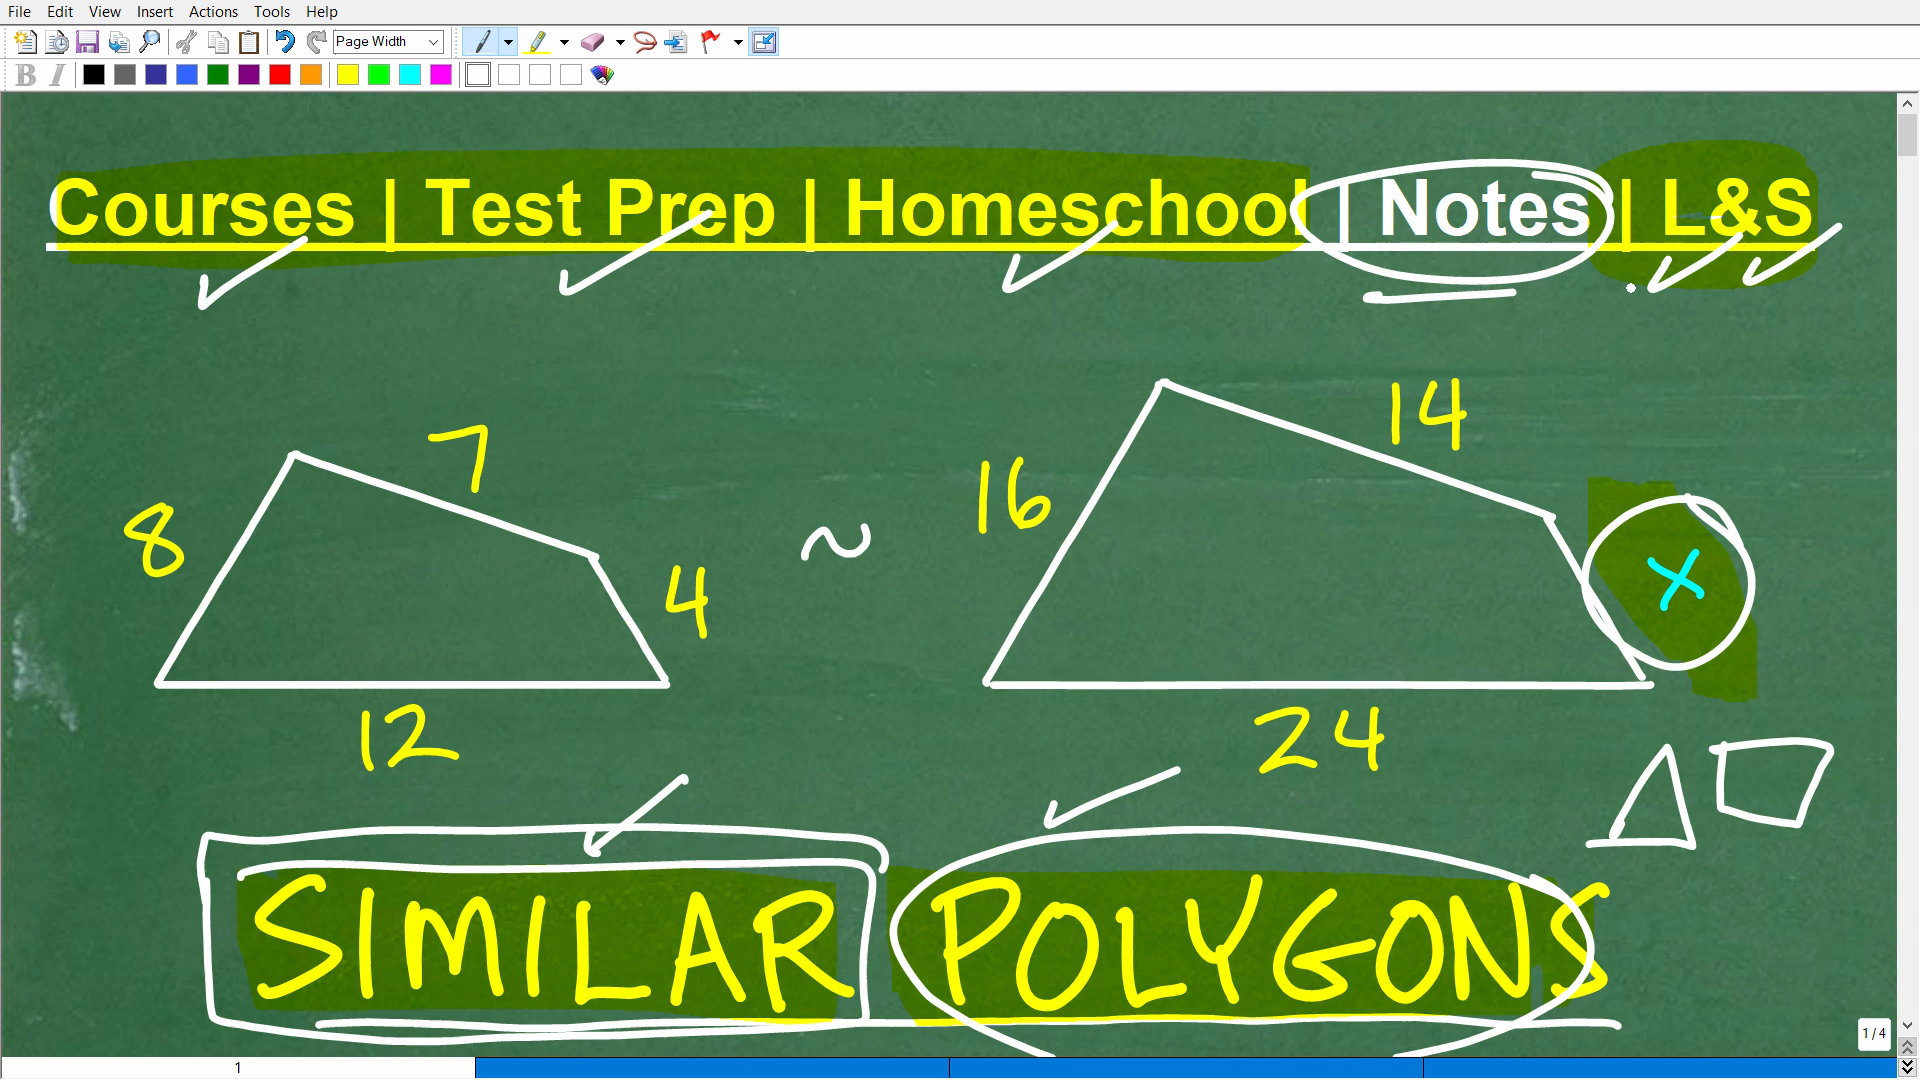 File Edit View Insert Actions Tools Help
Page Width
B I
Courses | Test Prep | Homeschool | Notes | L&S
7 14
8 4 ~ 16 x
12 24
SIMILAR POLYGONS
1 / 4
1